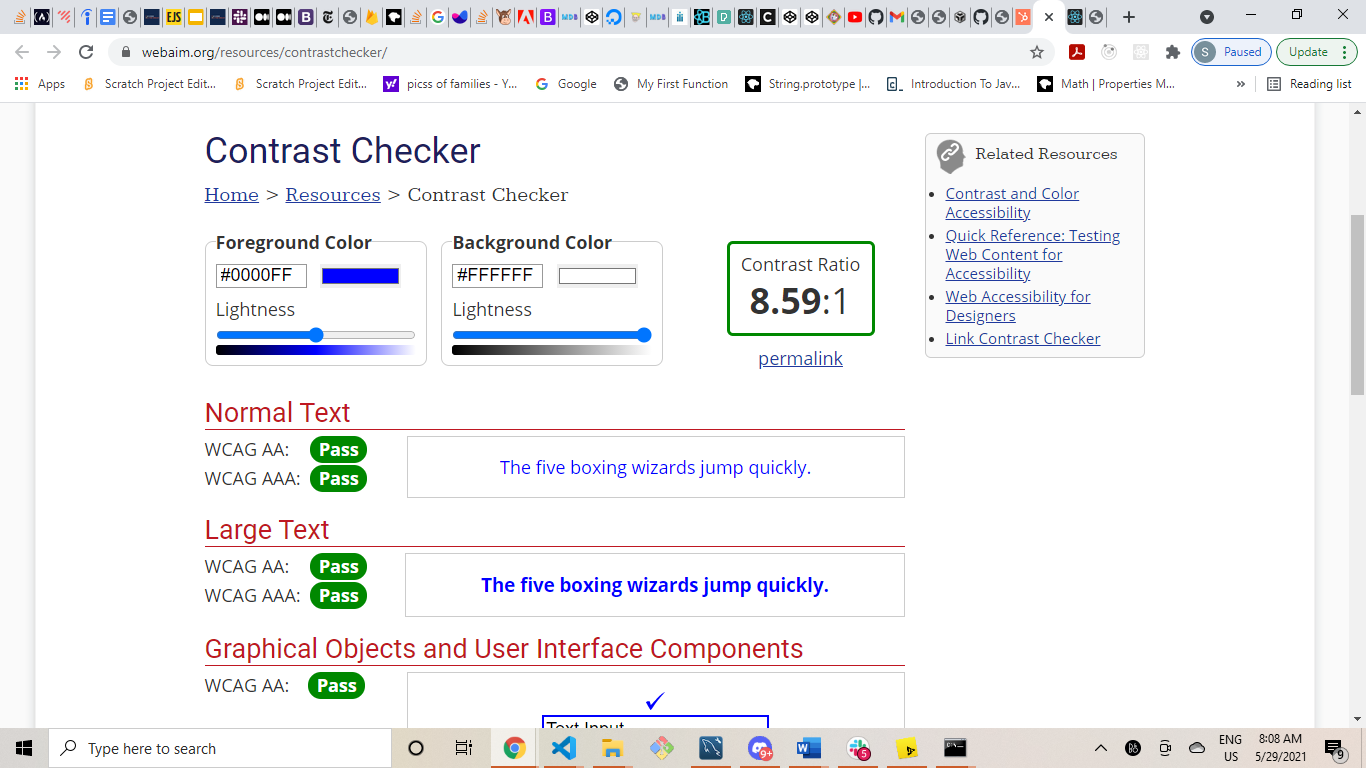 webaim.org/resources/contrastchecker/
S Paused
Update
Apps
Scratch Project Edit...
Scratch Project Edit...
picss of families - Y...
Google
My First Function
String.prototype |...
Introduction To Jav...
Math | Properties M...
»
Reading list
Contrast Checker
Home > Resources > Contrast Checker
Foreground Color
#0000FF
Lightness
Background Color
#FFFFFF
Lightness
Contrast Ratio
8.59:1
permalink
Related Resources
Contrast and Color
Accessibility
Quick Reference: Testing
Web Content for
Accessibility
Web Accessibility for
Designers
Link Contrast Checker
Normal Text
WCAG AA: Pass
WCAG AAA: Pass
The five boxing wizards jump quickly.
Large Text
WCAG AA: Pass
WCAG AAA: Pass
The five boxing wizards jump quickly.
Graphical Objects and User Interface Components
WCAG AA: Pass
✓
Text Input
Type here to search
9+
5
ENG
US
8:08 AM
5/29/2021
9